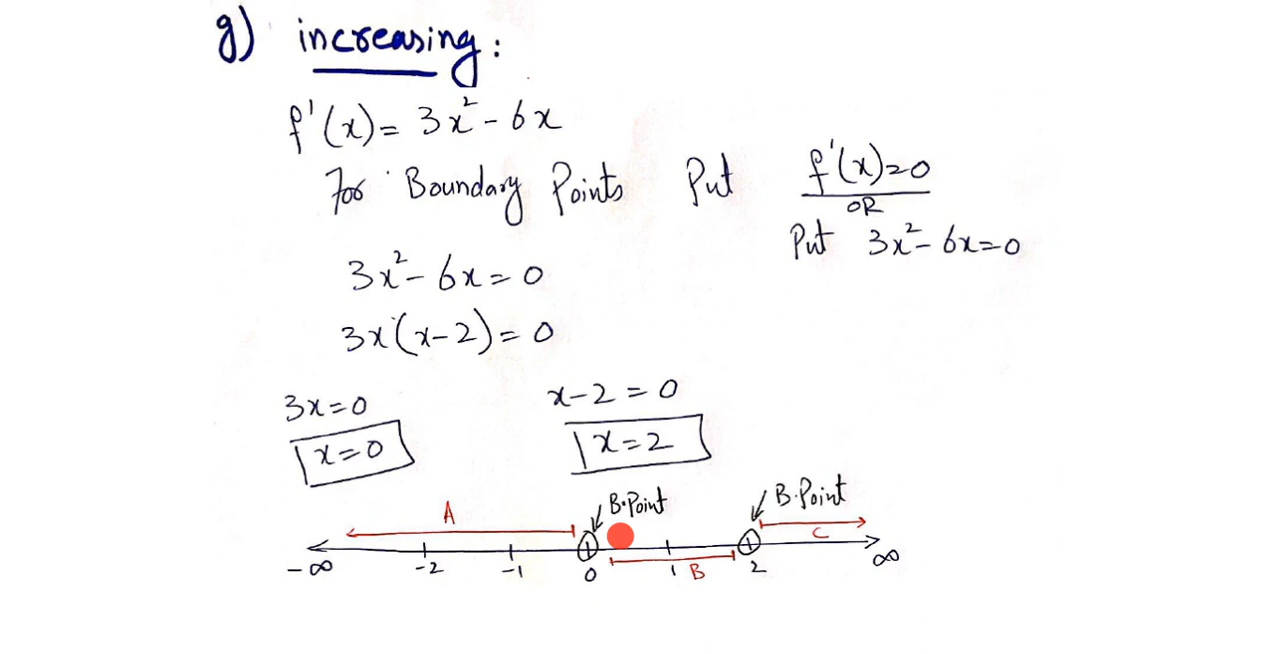 g) increasing:
f'(x) = 3x² - 6x
For Boundary Points Put f'(x)=0
OR
Put 3x² - 6x = 0
3x² - 6x = 0
3x(x-2) = 0
3x=0 x-2=0
x=0 x=2
A B.Point B.Point
C
-∞ -2 -1 0 1 B 2 ∞